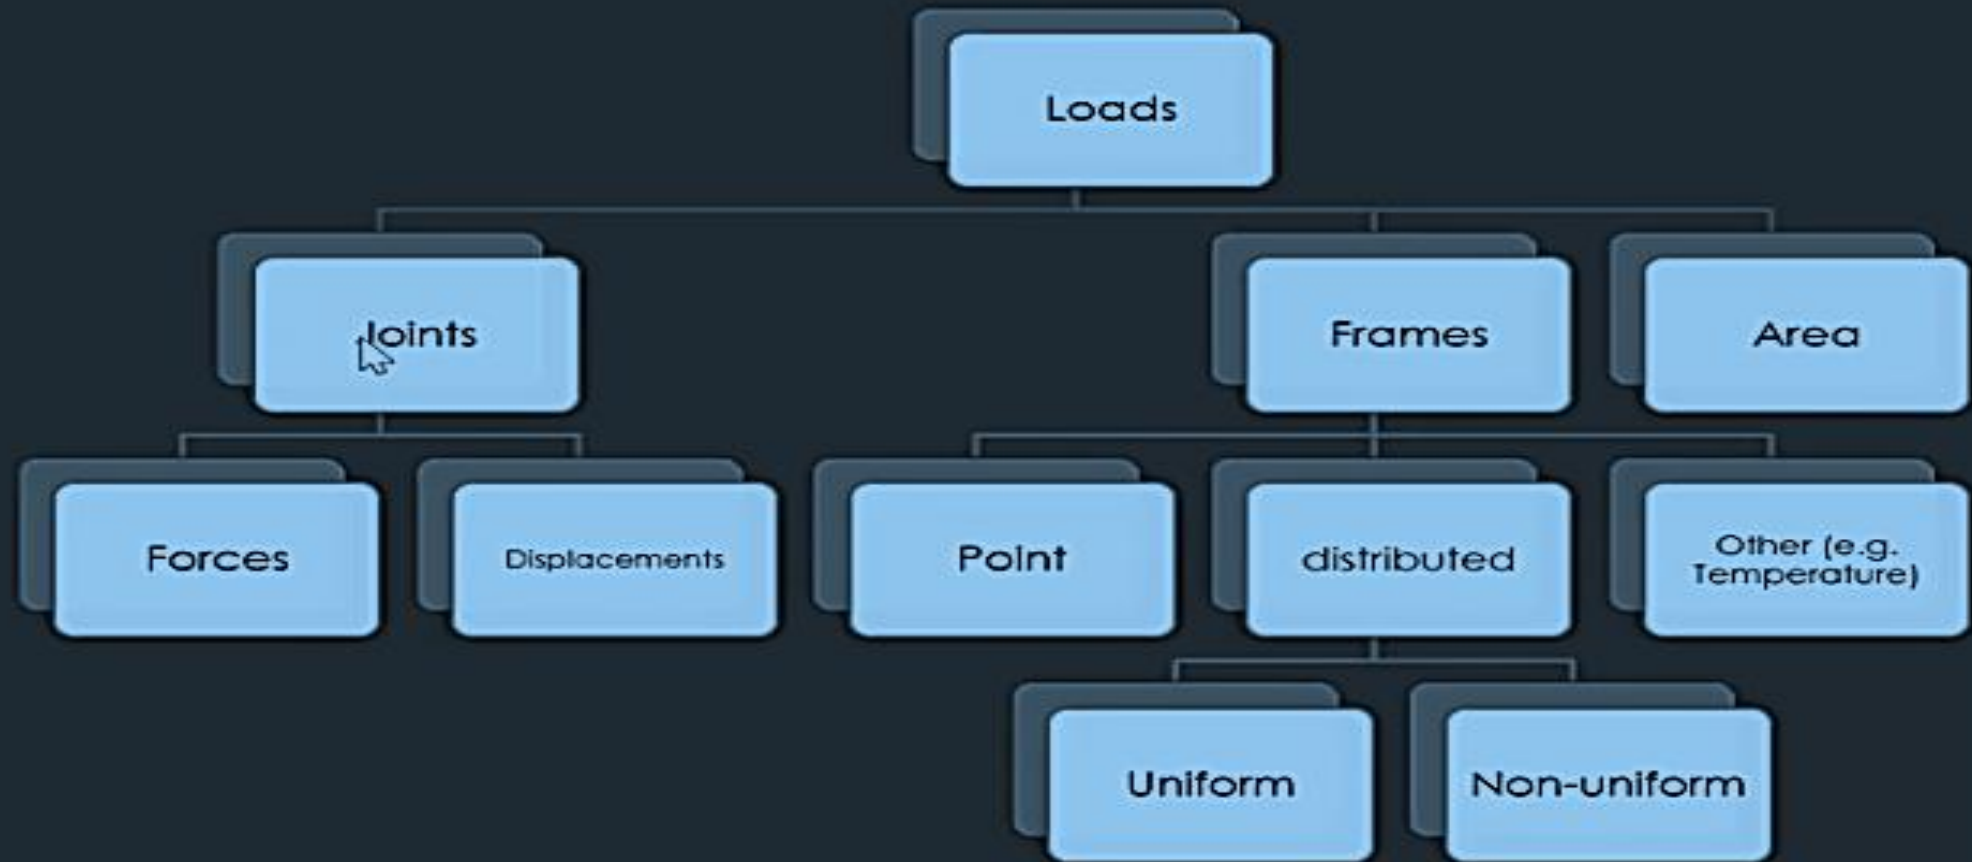 Loads
Joints
Frames
Area
Forces
Displacements
Point
distributed
Other (e.g.
Temperature)
Uniform
Non-uniform